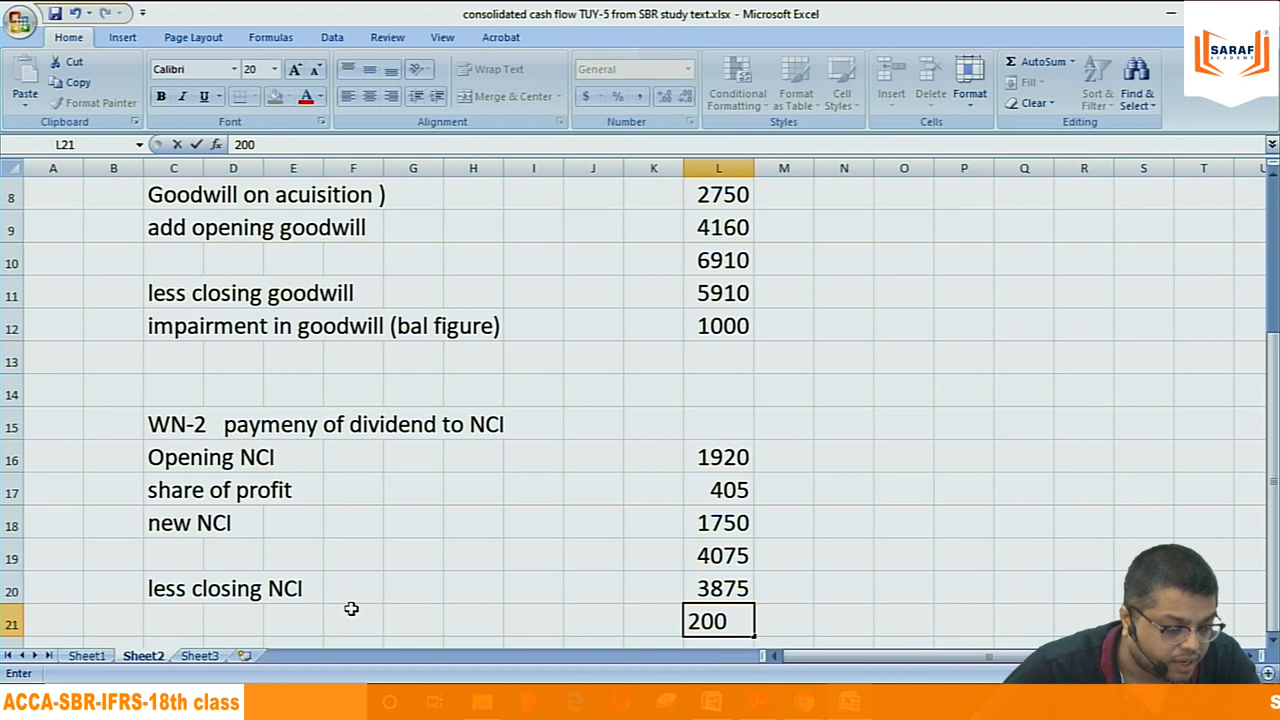 consolidated cash flow TUY-5 from SBR study text.xlsx - Microsoft Excel
Home Insert Page Layout Formulas Data Review View Acrobat
Paste Cut Copy Format Painter Clipboard
Calibri 20 A A B I U A Font
Wrap Text Merge & Center Alignment
General $ % , Number
Conditional Formatting Format as Table Cell Styles Styles
Insert Delete Format Cells
Σ AutoSum Fill Clear Sort & Filter Find & Select Editing
SARAF
ACADEMY
L21 fx 200
A B C D E F G H I J K L M N O P Q R S T U
8 Goodwill on acuisition ) 2750
9 add opening goodwill 4160
10 6910
11 less closing goodwill 5910
12 impairment in goodwill (bal figure) 1000
13
14
15 WN-2 paymeny of dividend to NCI
16 Opening NCI 1920
17 share of profit 405
18 new NCI 1750
19 4075
20 less closing NCI 3875
21 200
Sheet1 Sheet2 Sheet3
Enter
ACCA-SBR-IFRS-18th class
S